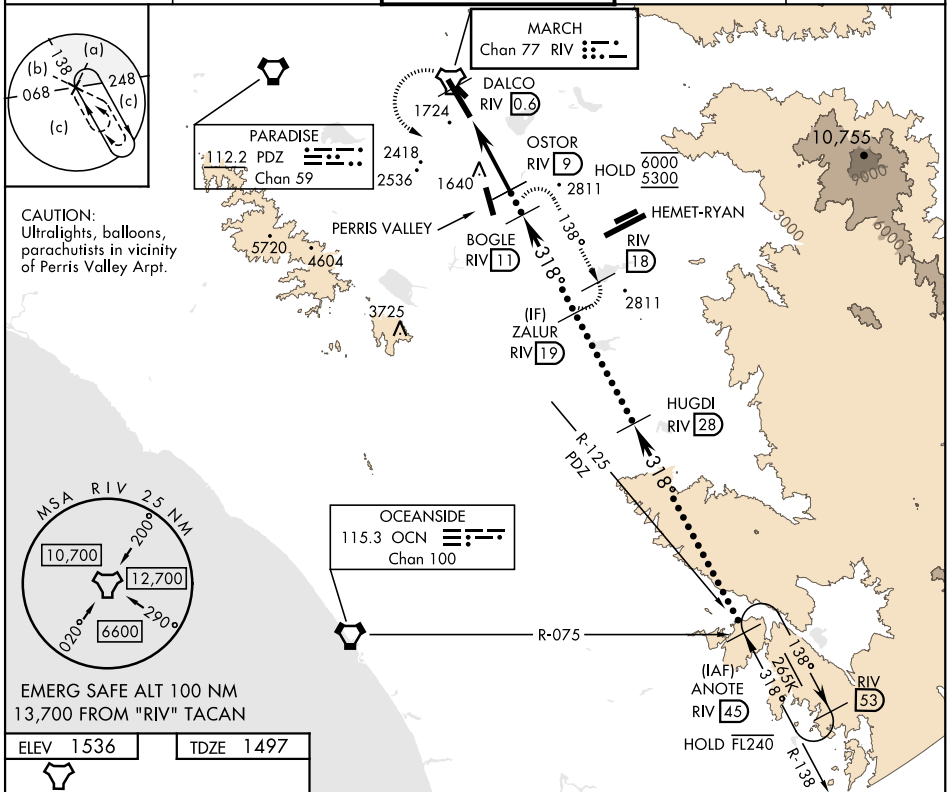 138
(a)
(b)
248
068
(c)
(c)
MARCH
Chan 77 RIV
DALCO
RIV 0.6
1724
PARADISE
112.2 PDZ
Chan 59
2418
2536
1640
OSTOR
RIV 9
HOLD 6000
5300
2811
10,755
9000
3000
6000
CAUTION:
Ultralights, balloons,
parachutists in vicinity
of Perris Valley Arpt.
PERRIS VALLEY
HEMET-RYAN
5720
4604
BOGLE
RIV 11
138°
318°
RIV
18
2811
3725
(IF)
ZALUR
RIV 19
HUGDI
RIV 28
R-125
PDZ
318°
MSA RIV 25 NM
200°
10,700
12,700
020°
6600
290°
OCEANSIDE
115.3 OCN
Chan 100
R-075
138°
265K
318°
(IAF)
ANOTE
RIV 45
RIV
53
HOLD FL240
R-138
EMERG SAFE ALT 100 NM
13,700 FROM "RIV" TACAN
ELEV 1536
TDZE 1497